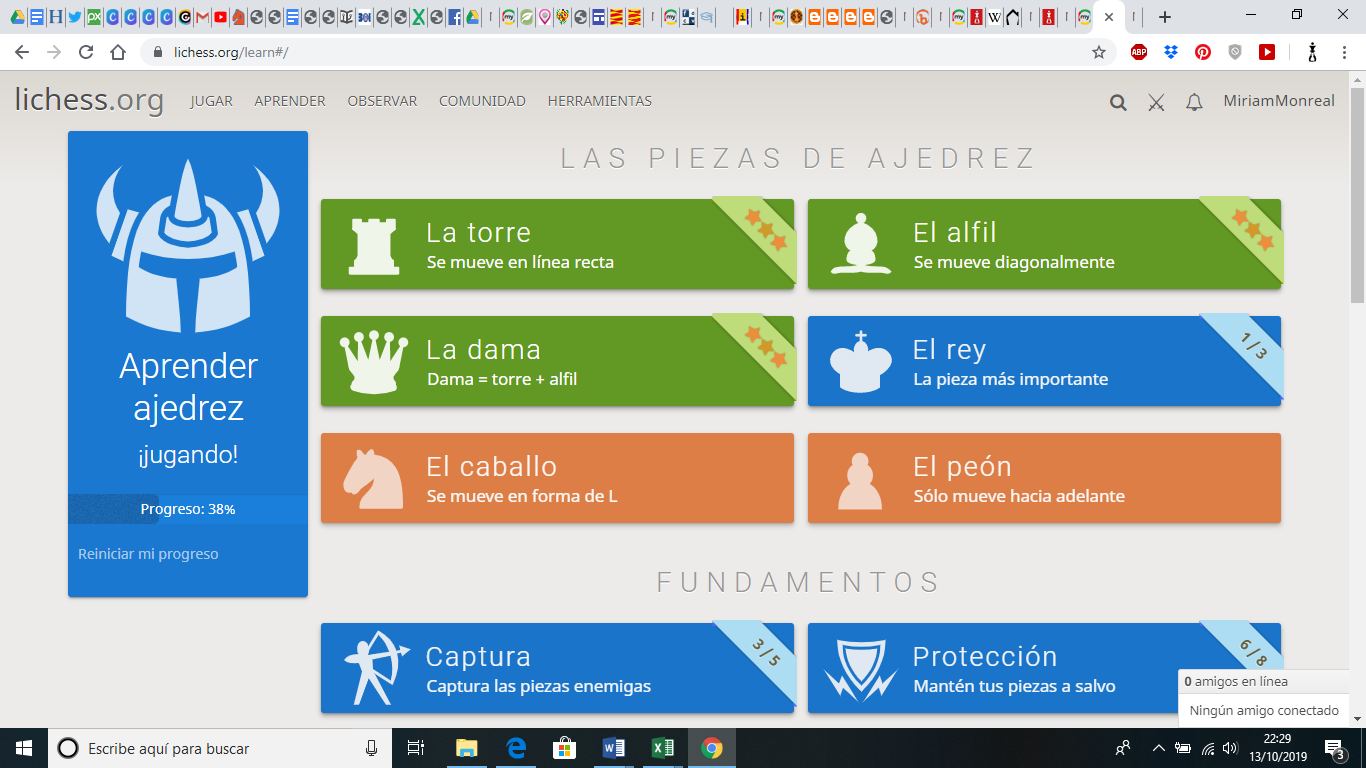 lichess.org/learn#/
ABP
lichess.org
JUGAR
APRENDER
OBSERVAR
COMUNIDAD
HERRAMIENTAS
MiriamMonreal
Aprender
ajedrez
¡jugando!
Progreso: 38%
Reiniciar mi progreso
LAS PIEZAS DE AJEDREZ
La torre
Se mueve en línea recta
El alfil
Se mueve diagonalmente
La dama
Dama = torre + alfil
El rey
La pieza más importante
1/3
El caballo
Se mueve en forma de L
El peón
Sólo mueve hacia adelante
FUNDAMENTOS
Captura
Captura las piezas enemigas
3/5
Protección
Mantén tus piezas a salvo
6/8
0 amigos en línea
Ningún amigo conectado
Escribe aquí para buscar
22:29
13/10/2019
3